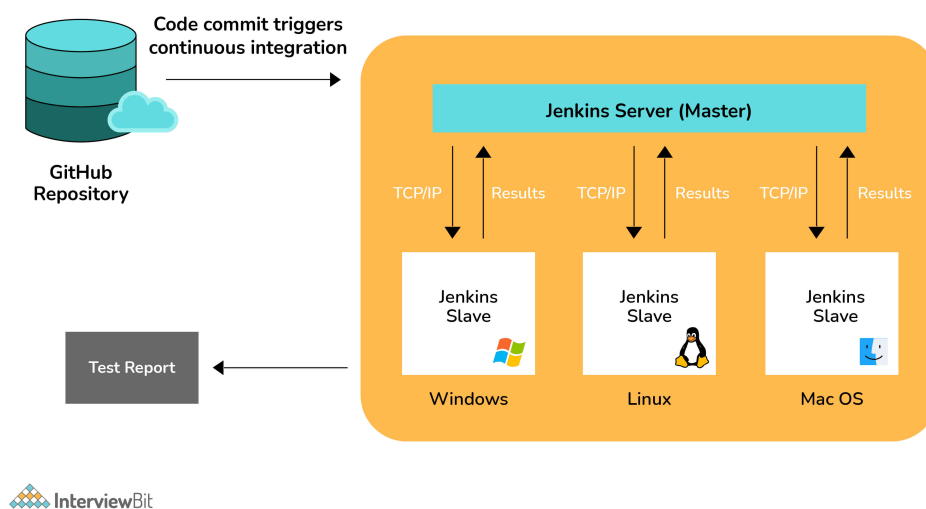 Code commit triggers
continuous integration
GitHub
Repository
Jenkins Server (Master)
TCP/IP
Results
TCP/IP
Results
TCP/IP
Results
Jenkins
Slave
Jenkins
Slave
Jenkins
Slave
Windows
Linux
Mac OS
Test Report
InterviewBit